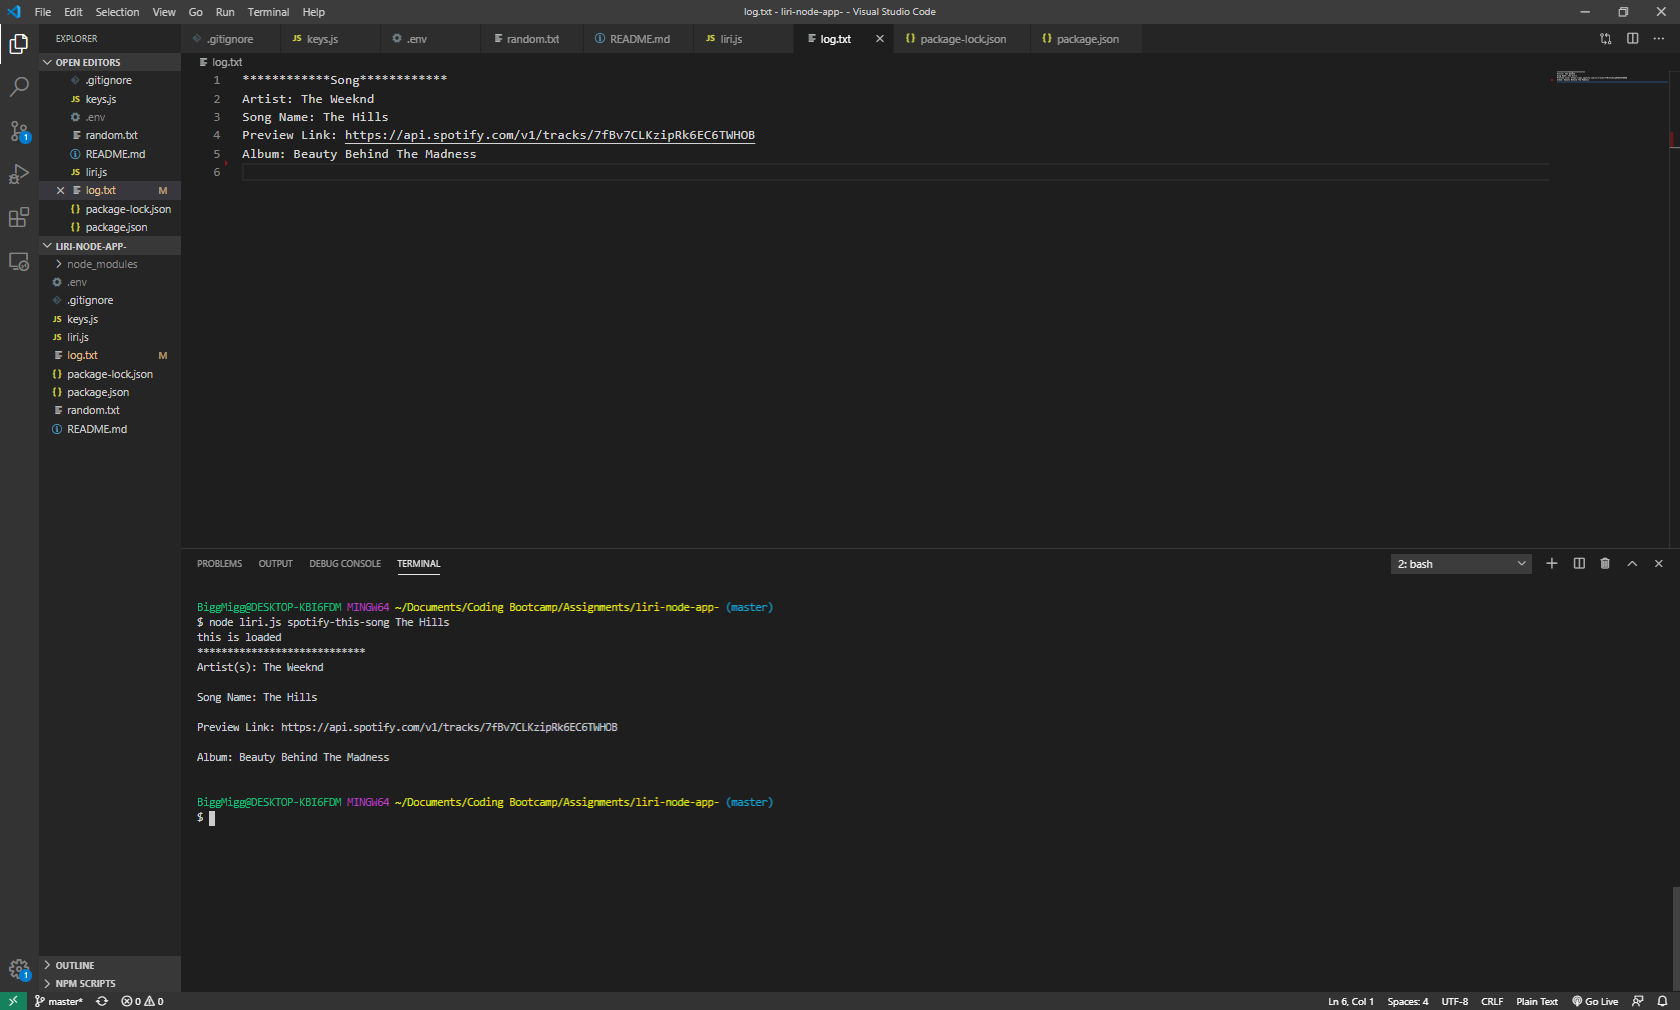 File Edit Selection View Go Run Terminal Help
log.txt - liri-node-app- - Visual Studio Code
EXPLORER
OPEN EDITORS
.gitignore
JS keys.js
.env
random.txt
README.md
JS liri.js
log.txt M
{} package-lock.json
{} package.json
LIRI-NODE-APP-
node_modules
.env
.gitignore
JS keys.js
JS liri.js
log.txt M
{} package-lock.json
{} package.json
random.txt
README.md
OUTLINE
NPM SCRIPTS
.gitignore JS keys.js .env random.txt README.md JS liri.js log.txt {} package-lock.json {} package.json
log.txt
1 ************Song************
2 Artist: The Weeknd
3 Song Name: The Hills
4 Preview Link: https://api.spotify.com/v1/tracks/7fBv7CLKzipRk6EC6TWHOB
5 Album: Beauty Behind The Madness
6
PROBLEMS OUTPUT DEBUG CONSOLE TERMINAL 2: bash
BiggMigg@DESKTOP-KBI6FDM MINGW64 ~/Documents/Coding Bootcamp/Assignments/liri-node-app- (master)
$ node liri.js spotify-this-song The Hills
this is loaded
****************************
Artist(s): The Weeknd
Song Name: The Hills
Preview Link: https://api.spotify.com/v1/tracks/7fBv7CLKzipRk6EC6TWHOB
Album: Beauty Behind The Madness
BiggMigg@DESKTOP-KBI6FDM MINGW64 ~/Documents/Coding Bootcamp/Assignments/liri-node-app- (master)
$
1
1
master* 0 0 Ln 6, Col 1 Spaces: 4 UTF-8 CRLF Plain Text Go Live